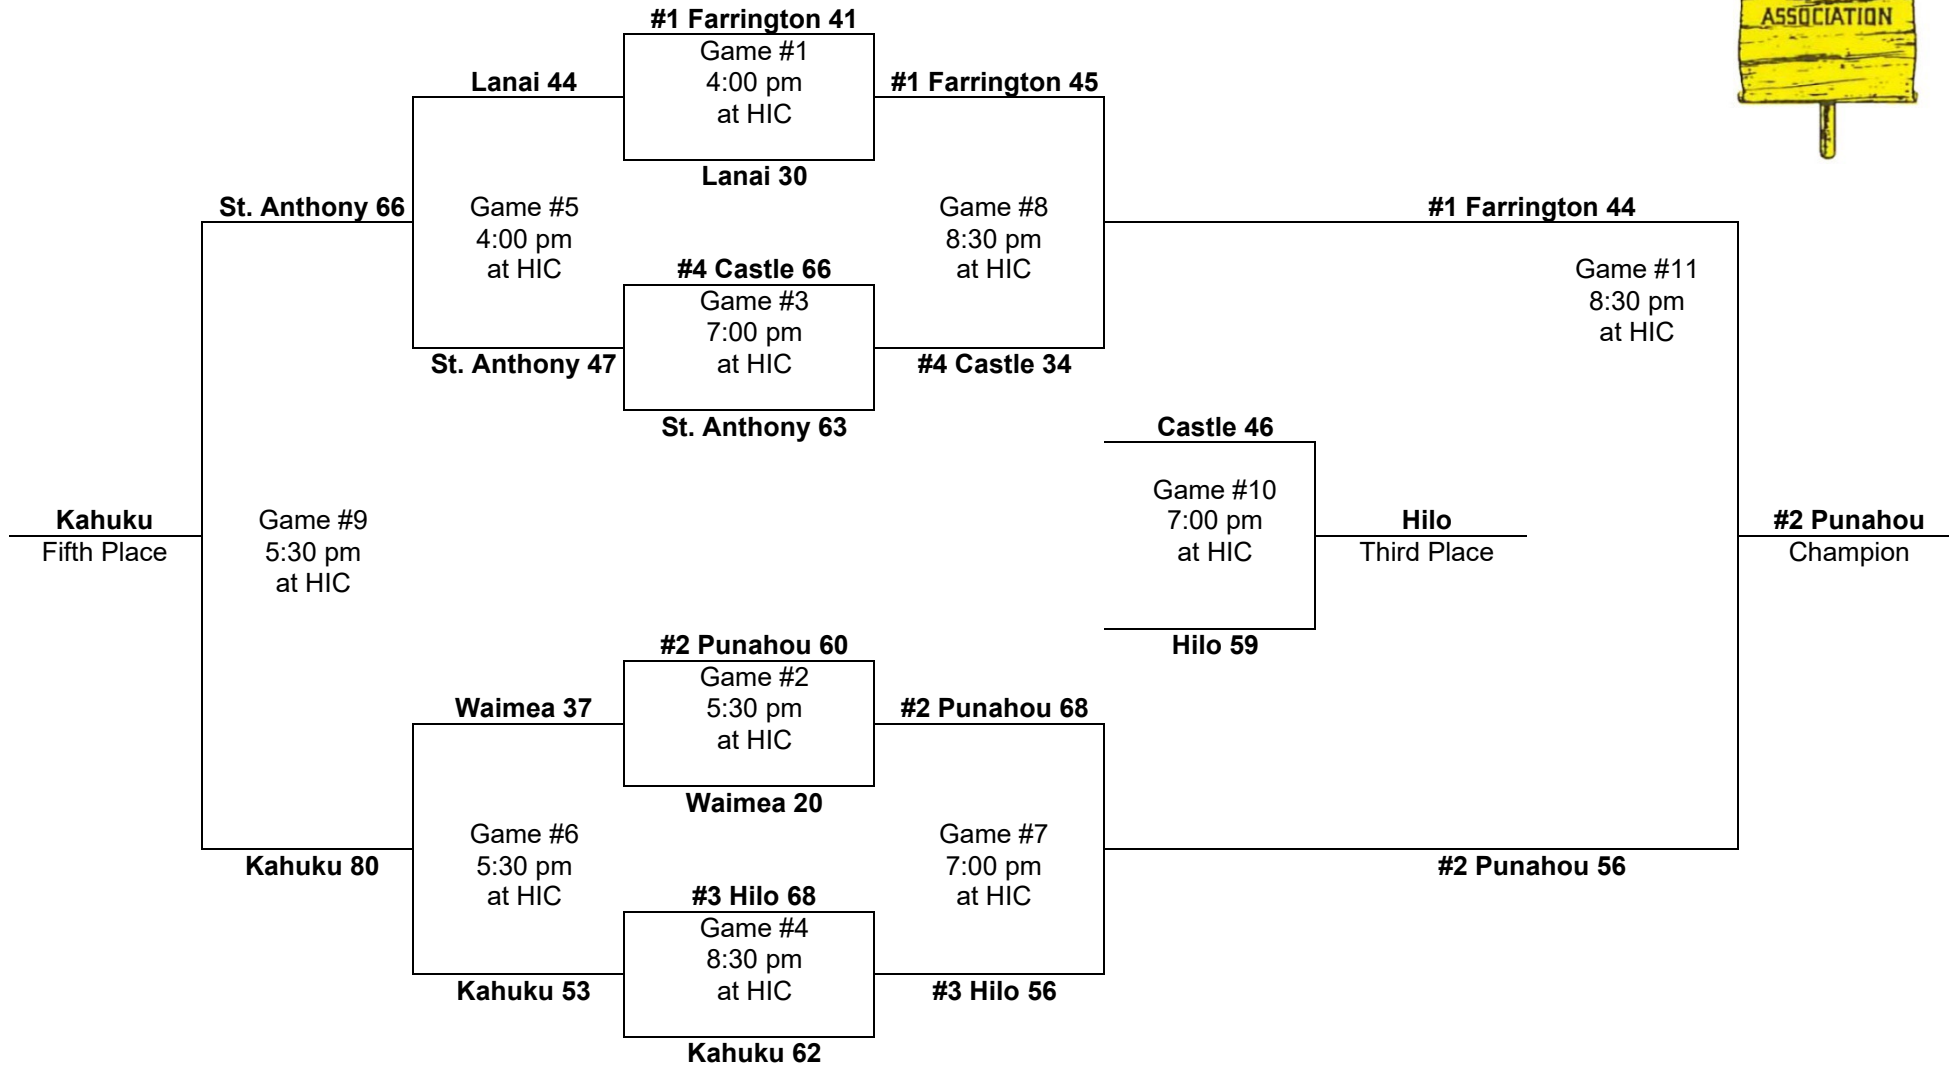 ASSOCIATION
#1 Farrington 41
Game #1
4:00 pm
at HIC
Lanai 30
Lanai 44
#1 Farrington 45
St. Anthony 66
Game #5
4:00 pm
at HIC
Game #8
8:30 pm
at HIC
#1 Farrington 44
#4 Castle 66
Game #3
7:00 pm
at HIC
St. Anthony 63
St. Anthony 47
#4 Castle 34
Game #11
8:30 pm
at HIC
Castle 46
Game #10
7:00 pm
at HIC
Hilo 59
Kahuku
Fifth Place
Game #9
5:30 pm
at HIC
Hilo
Third Place
#2 Punahou
Champion
#2 Punahou 60
Game #2
5:30 pm
at HIC
Waimea 20
Waimea 37
#2 Punahou 68
Game #6
5:30 pm
at HIC
Game #7
7:00 pm
at HIC
Kahuku 80
#2 Punahou 56
#3 Hilo 68
Game #4
8:30 pm
at HIC
Kahuku 62
Kahuku 53
#3 Hilo 56